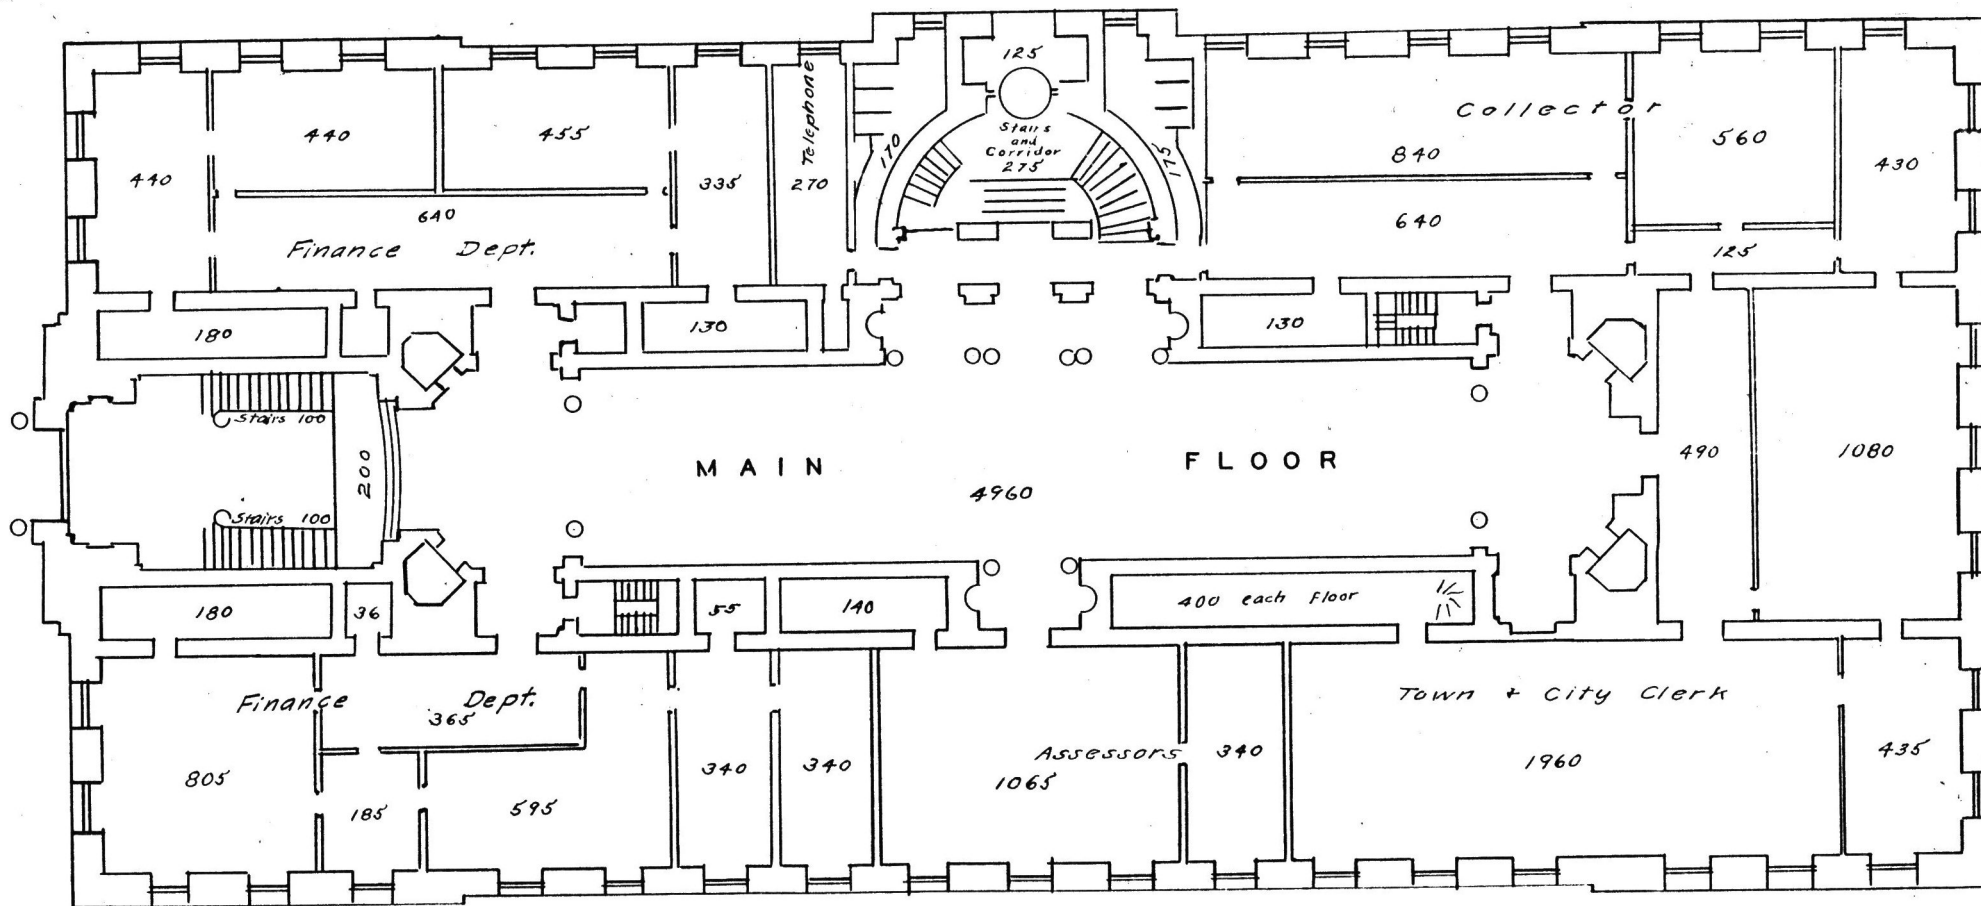 125
Telephone
Collector
440
455
Stairs
and
Corridor
275
170
175
560
430
440
335
270
840
640
640
125
Finance Dept.
180
130
130
Stairs 100
200
MAIN FLOOR
490
1080
4960
Stairs 100
180
36
55
140
400 each Floor
Finance Dept.
365
Town + City Clerk
Assessors
805
340
340
340
435
1065
1960
185
595